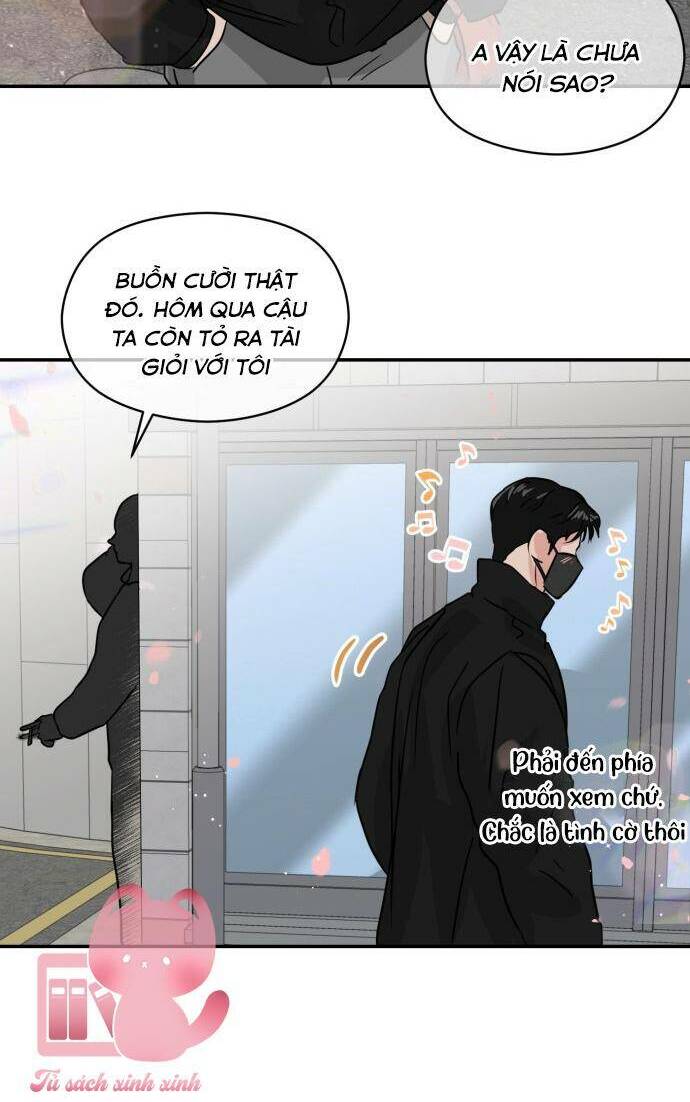 A VẬY LÀ CHƯA
NÓI SAO?
BUỒN CƯỜI THẬT
ĐÓ. HÔM QUA CẬU
TA CÒN TỎ RA TÀI
GIỎI VỚI TÔI
Phải đến phía
muốn xem chứ.
Chắc là tình cờ thôi
Tủ sách xinh xinh